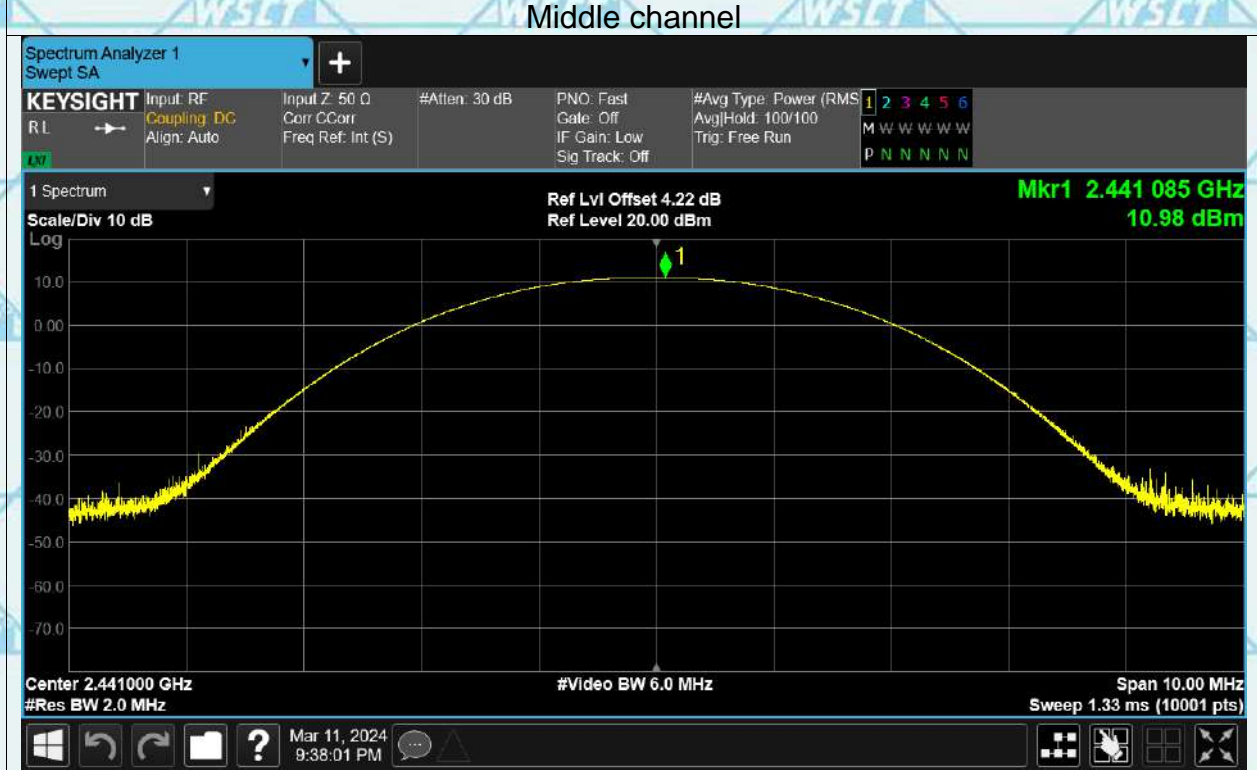 WSCT WSCT WSCT WSCT
Middle channel
Spectrum Analyzer 1
Swept SA
KEYSIGHT Input: RF Input Z: 50 Ω #Atten: 30 dB PNO: Fast #Avg Type: Power (RMS 1 2 3 4 5 6
RL Coupling: DC Corr CCorr Gate: Off Avg|Hold: 100/100 M W W W W W
Align: Auto Freq Ref: Int (S) IF Gain: Low Trig: Free Run
LXI Sig Track: Off P N N N N N
1 Spectrum Ref Lvl Offset 4.22 dB Mkr1 2.441 085 GHz
Scale/Div 10 dB Ref Level 20.00 dBm 10.98 dBm
Log
1
10.0
0.00
-10.0
-20.0
-30.0
-40.0
-50.0
-60.0
-70.0
Center 2.441000 GHz #Video BW 6.0 MHz Span 10.00 MHz
#Res BW 2.0 MHz Sweep 1.33 ms (10001 pts)
? Mar 11, 2024
9:38:01 PM